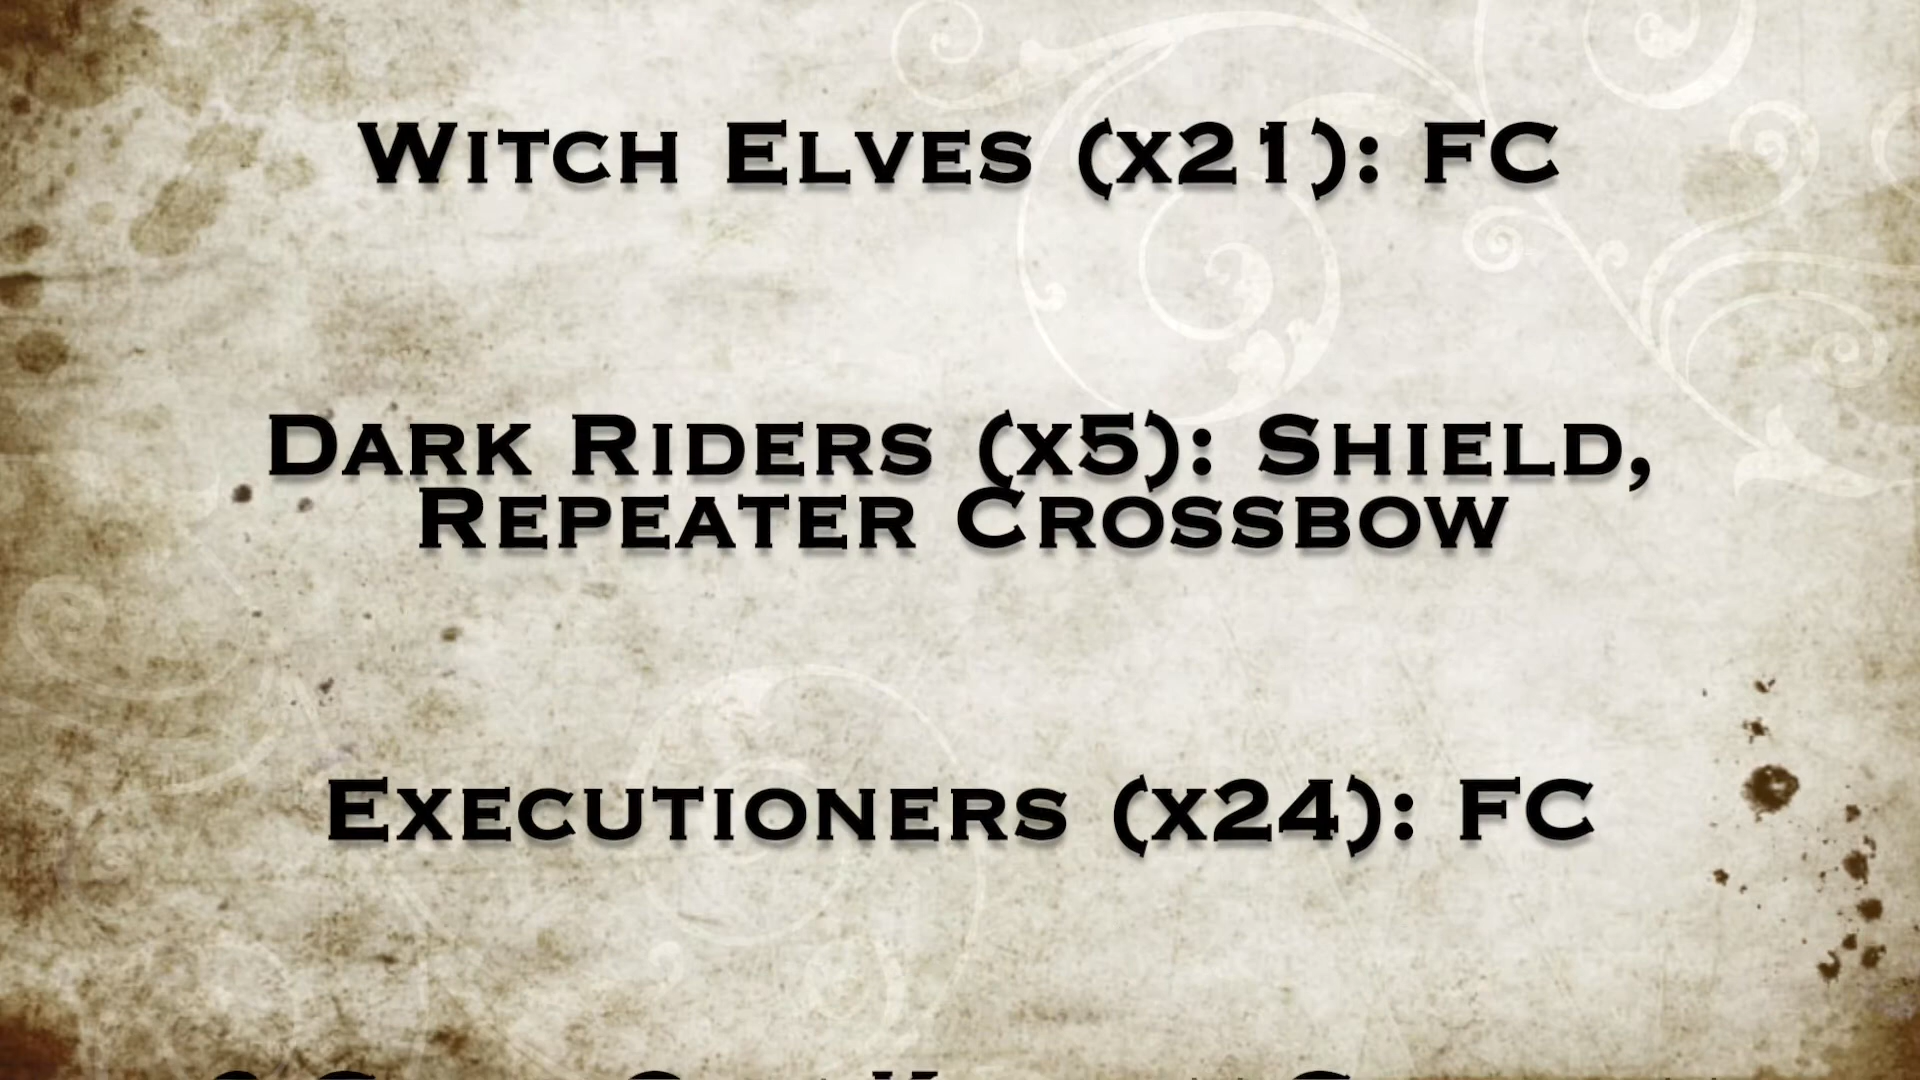 Witch Elves (x21): FC
Dark Riders (x5): Shield,
Repeater Crossbow
Executioners (x24): FC